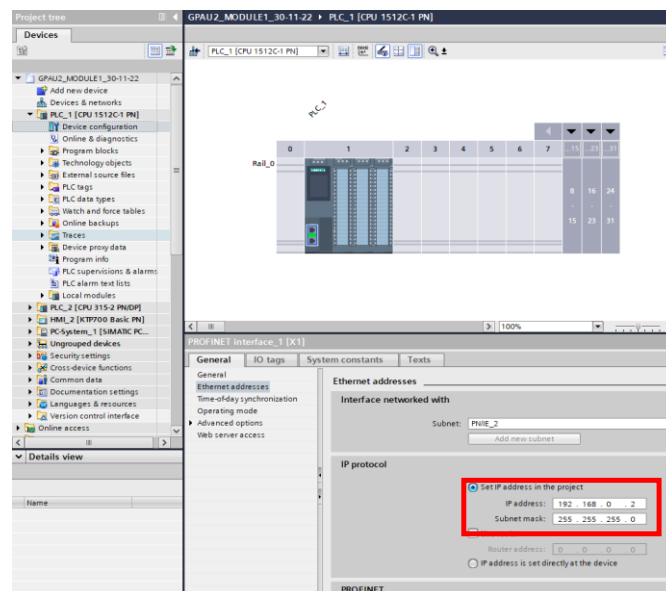 Project tree
GPAU2_MODULE1_30-11-22 ▸ PLC_1 [CPU 1512C-1 PN]
Devices
PLC_1 [CPU 1512C-1 PN]
GPAU2_MODULE1_30-11-22
Add new device
Devices & networks
PLC_1 [CPU 1512C-1 PN]
Device configuration
Online & diagnostics
Program blocks
Technology objects
External source files
PLC tags
PLC data types
Watch and force tables
Online backups
Traces
Device proxy data
Program info
PLC supervisions & alarms
PLC alarm text lists
Local modules
PLC_2 [CPU 315-2 PN/DP]
HMI_2 [KTP700 Basic PN]
PC-System_1 [SIMATIC PC...
Ungrouped devices
Security settings
Cross-device functions
Common data
Documentation settings
Languages & resources
Version control interface
Online access
Details view
Name
PLC_1
0 1 2 3 4 5 6 7 ...15 ...23 ...31
Rail_0
8 16 24
- - -
15 23 31
100%
PROFINET interface_1 [X1]
General IO tags System constants Texts
General
Ethernet addresses
Time-of-day synchronization
Operating mode
Advanced options
Web server access
Ethernet addresses
Interface networked with
Subnet: PN/IE_2
Add new subnet
IP protocol
Set IP address in the project
IP address: 192 . 168 . 0 . 2
Subnet mask: 255 . 255 . 255 . 0
Router address: 0 . 0 . 0 . 0
IP address is set directly at the device
PROFINET